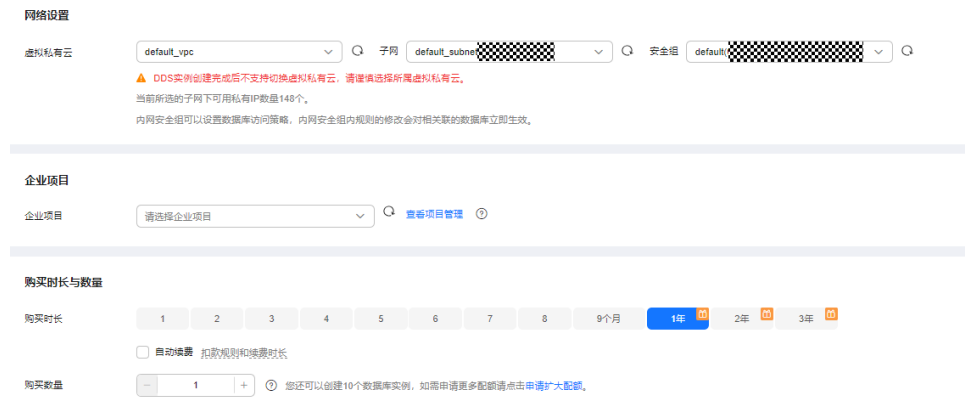 网络设置
虚拟私有云 default_vpc 子网 default_subnet 安全组 default(
DDS实例创建完成后不支持切换虚拟私有云，请谨慎选择所属虚拟私有云。
当前所选的子网下可用私有IP数量148个。
内网安全组可以设置数据库访问策略，内网安全组内规则的修改会对相关联的数据库立即生效。
企业项目
企业项目 请选择企业项目 查看项目管理 ?
购买时长与数量
购买时长 1 2 3 4 5 6 7 8 9个月 1年 2年 3年
自动续费 扣款规则和续费时长
购买数量 - 1 + ? 您还可以创建10个数据库实例，如需申请更多配额请点击申请扩大配额。